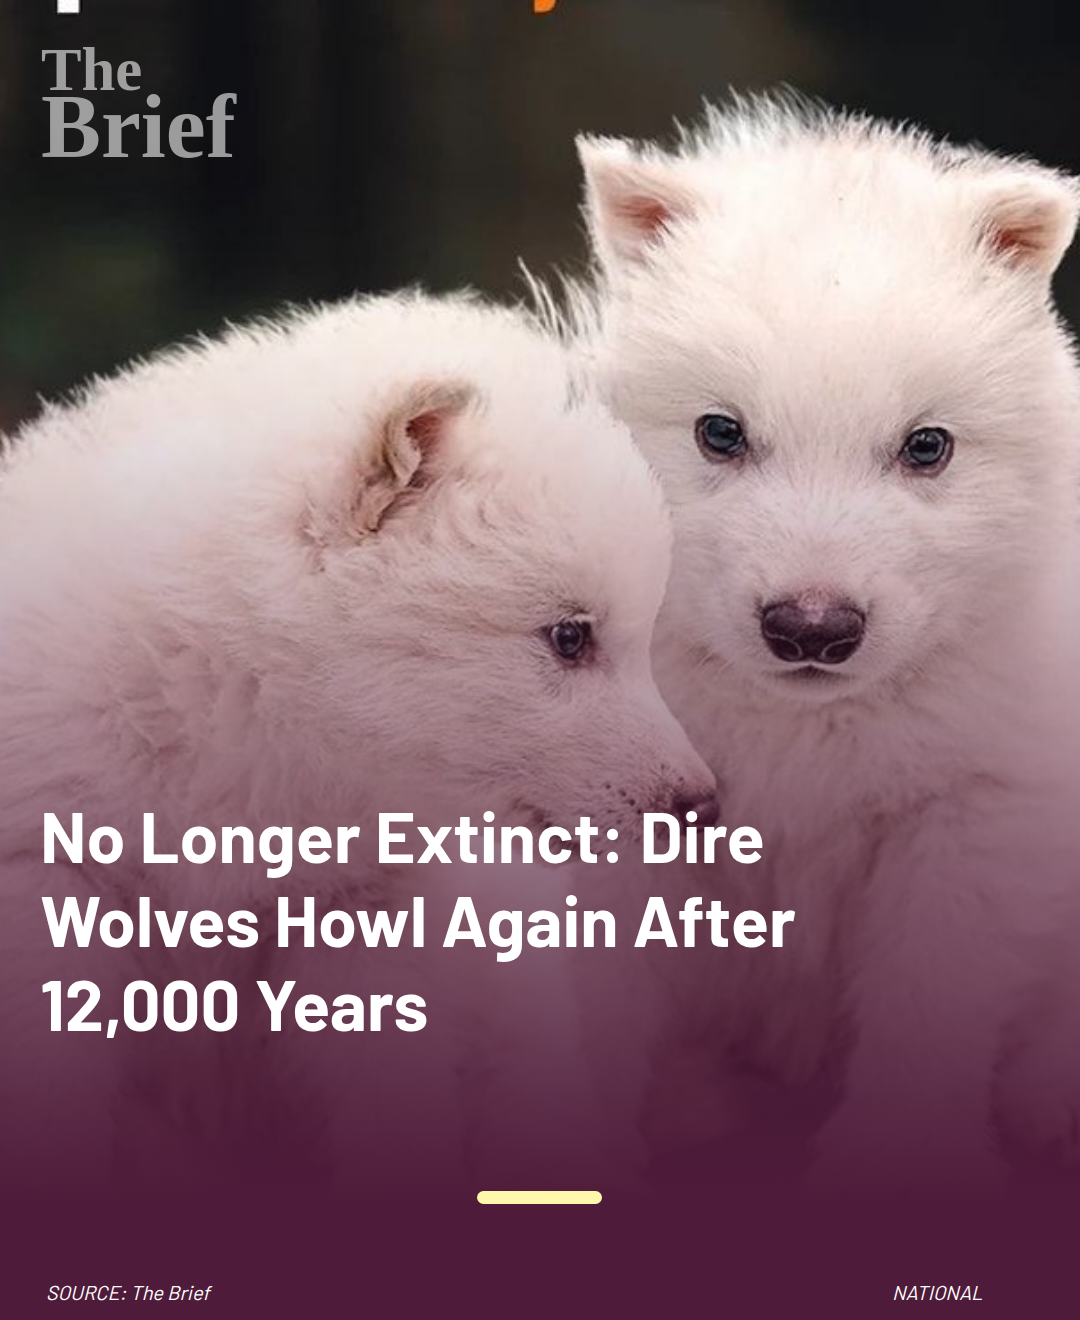 The
Brief
No Longer Extinct: Dire
Wolves Howl Again After
12,000 Years
SOURCE: The Brief
NATIONAL